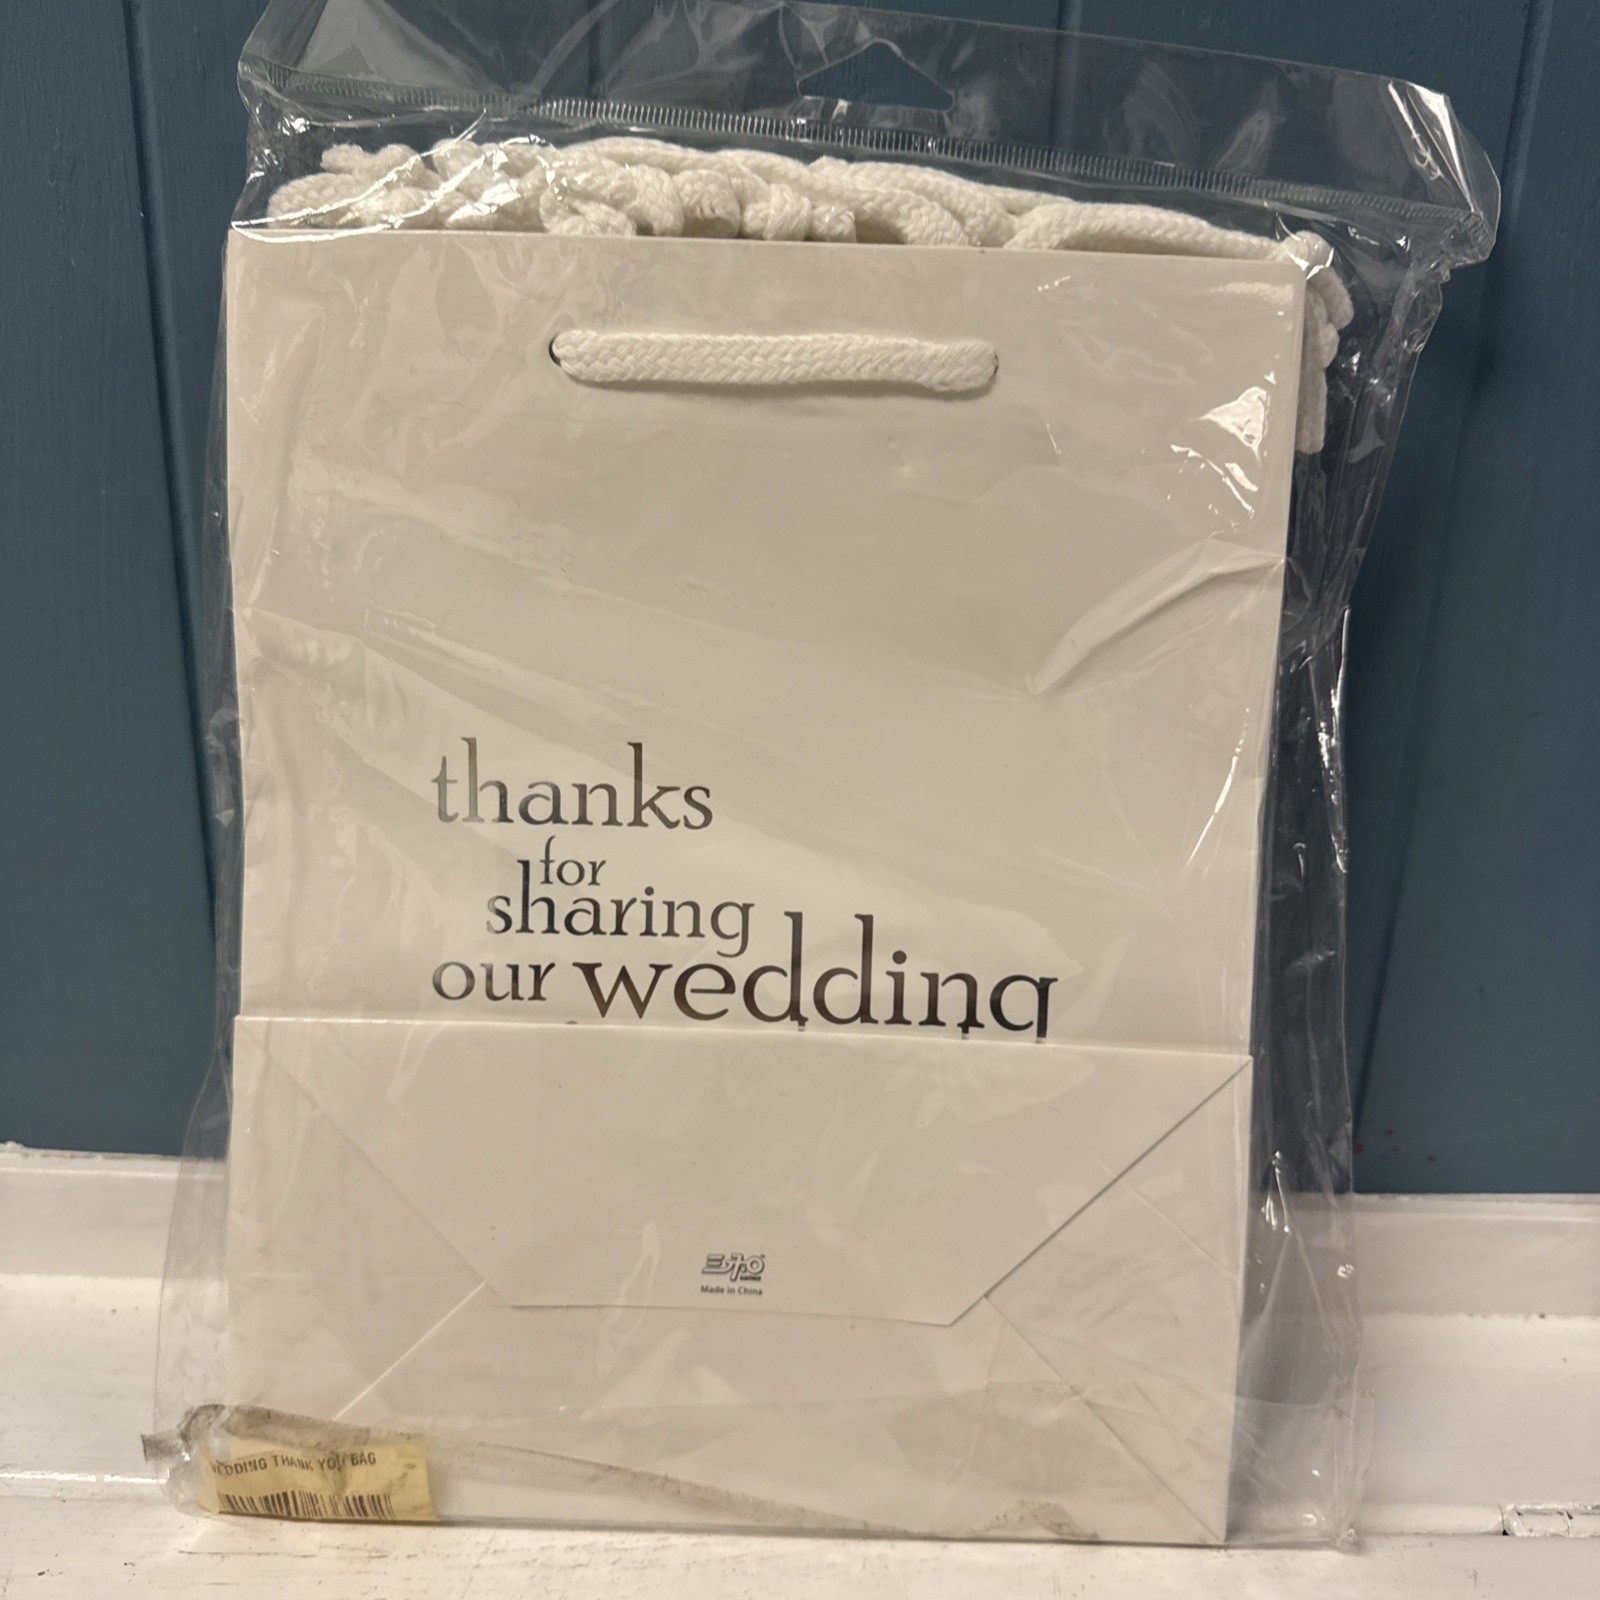 thanks
for
sharing
our wedding
Made in China
WEDDING THANK YOU BAG